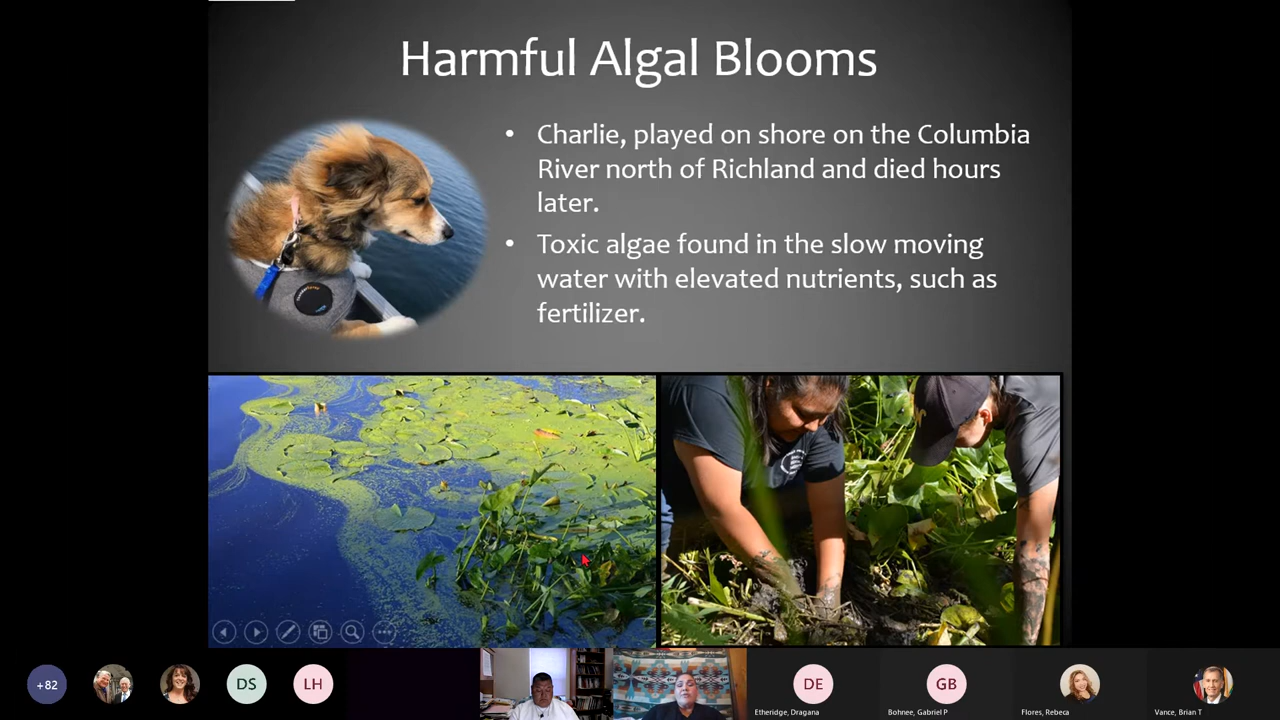 Harmful Algal Blooms
• Charlie, played on shore on the Columbia
River north of Richland and died hours
later.
• Toxic algae found in the slow moving
water with elevated nutrients, such as
fertilizer.
+82
DS
LH
DE
GB
Etheridge, Dragana
Bohnee, Gabriel P
Flores, Rebeca
Vance, Brian T